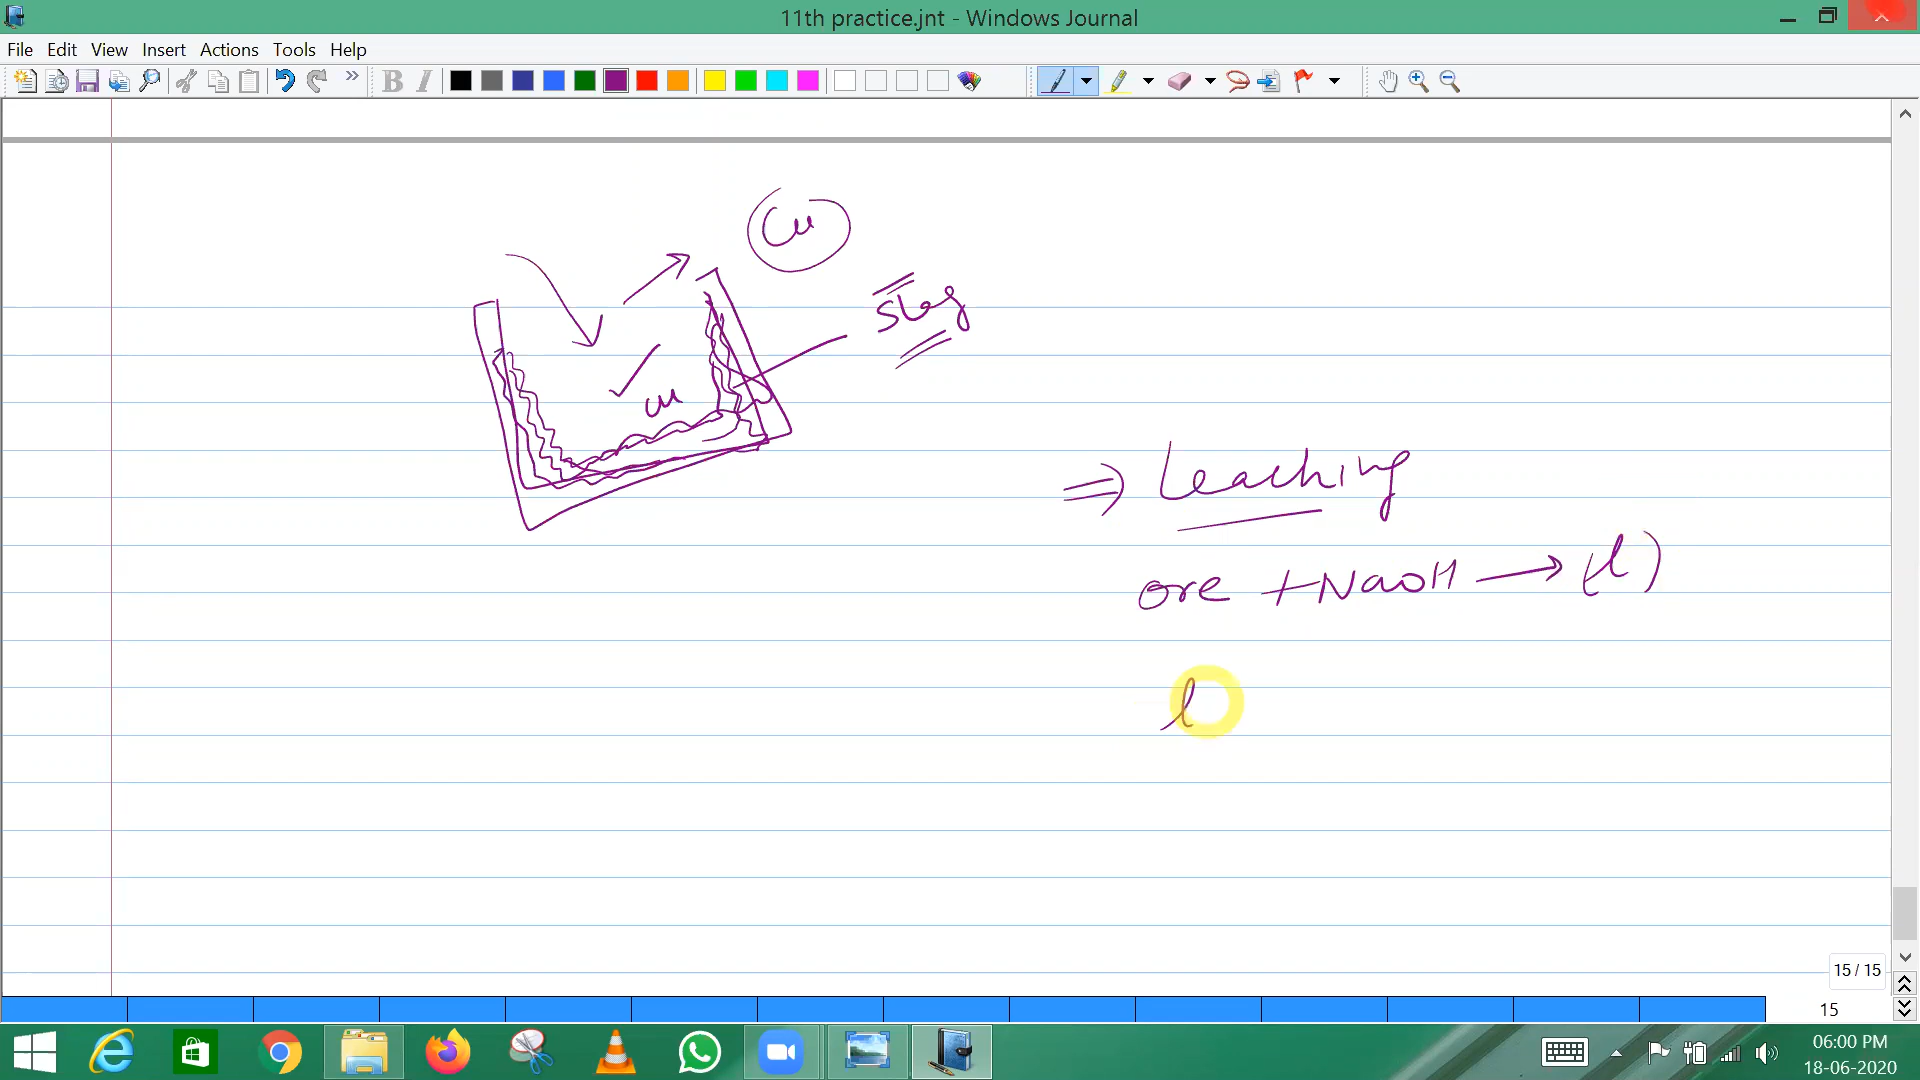 11th practice.jnt - Windows Journal
File Edit View Insert Actions Tools Help
B I
Cu
slag
cu
⇒ Leaching
ore + NaOH → (l)
l
15 / 15
15
06:00 PM
18-06-2020